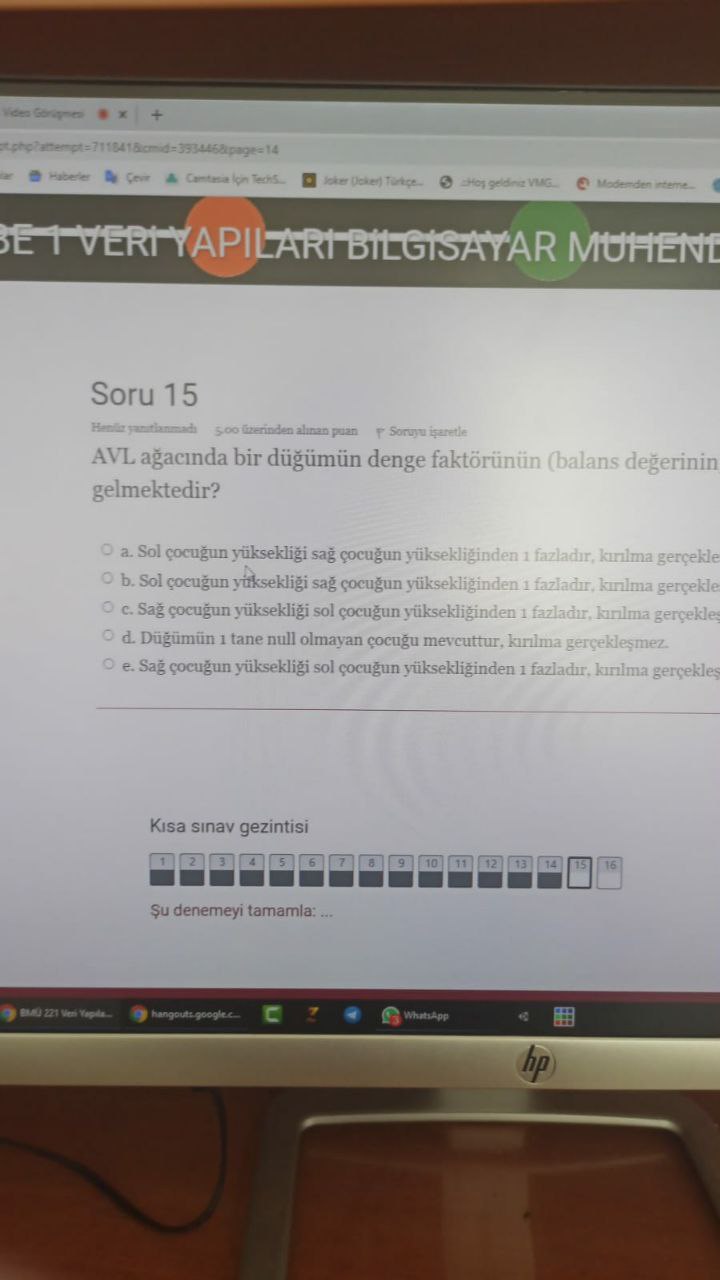 Video Görüşmesi
pt.php?attempt=711841&cmid=393446&page=14
Haberler Çevir Camtasia İçin TechS... Joker (Joker) Türkçe... ::Hoş geldiniz VMG... Modemden interne...
BE 1 VERİ YAPILARI BİLGİSAYAR MÜHEND
Soru 15
Henüz yanıtlanmadı 5,00 üzerinden alınan puan Soruyu işaretle
AVL ağacında bir düğümün denge faktörünün (balans değerinin
gelmektedir?
a. Sol çocuğun yüksekliği sağ çocuğun yüksekliğinden 1 fazladır, kırılma gerçekle
b. Sol çocuğun yüksekliği sağ çocuğun yüksekliğinden 1 fazladır, kırılma gerçekle
c. Sağ çocuğun yüksekliği sol çocuğun yüksekliğinden 1 fazladır, kırılma gerçekleş
d. Düğümün 1 tane null olmayan çocuğu mevcuttur, kırılma gerçekleşmez.
e. Sağ çocuğun yüksekliği sol çocuğun yüksekliğinden 1 fazladır, kırılma gerçekleş
Kısa sınav gezintisi
1 2 3 4 5 6 7 8 9 10 11 12 13 14 15 16
Şu denemeyi tamamla: ...
BMÜ 221 Veri Yapıla... hangouts.google.c... WhatsApp
hp